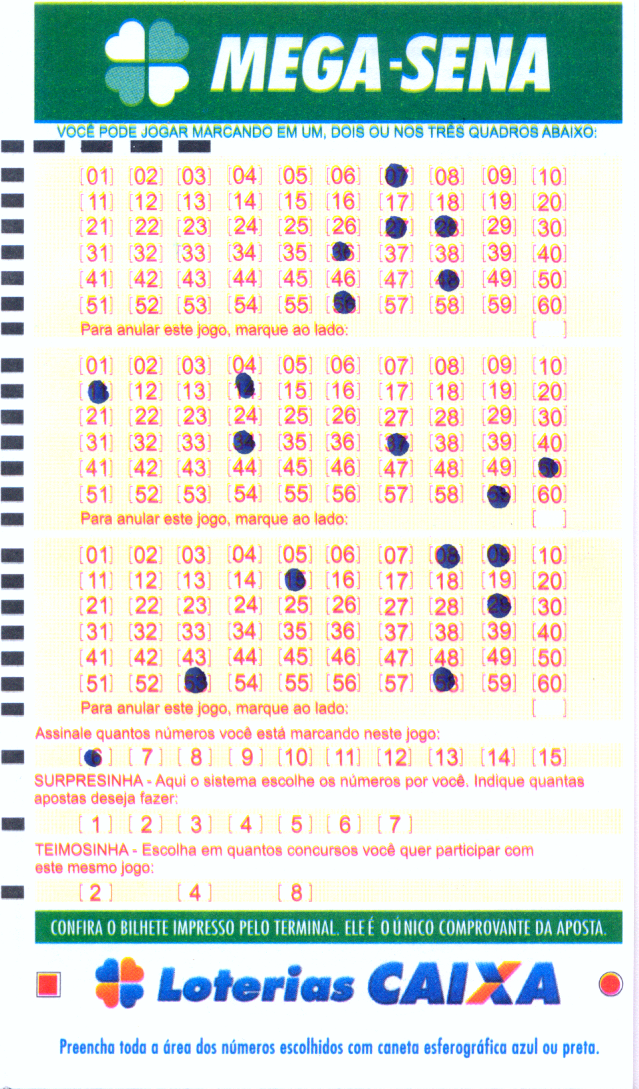 MEGA-SENA
VOCÊ PODE JOGAR MARCANDO EM UM, DOIS OU NOS TRÊS QUADROS ABAIXO:
[01] [02] [03] [04] [05] [06] [07] [08] [09] [10]
[11] [12] [13] [14] [15] [16] [17] [18] [19] [20]
[21] [22] [23] [24] [25] [26] [27] [28] [29] [30]
[31] [32] [33] [34] [35] [36] [37] [38] [39] [40]
[41] [42] [43] [44] [45] [46] [47] [48] [49] [50]
[51] [52] [53] [54] [55] [56] [57] [58] [59] [60]
Para anular este jogo, marque ao lado: [ ]
[01] [02] [03] [04] [05] [06] [07] [08] [09] [10]
[11] [12] [13] [14] [15] [16] [17] [18] [19] [20]
[21] [22] [23] [24] [25] [26] [27] [28] [29] [30]
[31] [32] [33] [34] [35] [36] [37] [38] [39] [40]
[41] [42] [43] [44] [45] [46] [47] [48] [49] [50]
[51] [52] [53] [54] [55] [56] [57] [58] [59] [60]
Para anular este jogo, marque ao lado: [ ]
[01] [02] [03] [04] [05] [06] [07] [08] [09] [10]
[11] [12] [13] [14] [15] [16] [17] [18] [19] [20]
[21] [22] [23] [24] [25] [26] [27] [28] [29] [30]
[31] [32] [33] [34] [35] [36] [37] [38] [39] [40]
[41] [42] [43] [44] [45] [46] [47] [48] [49] [50]
[51] [52] [53] [54] [55] [56] [57] [58] [59] [60]
Para anular este jogo, marque ao lado: [ ]
Assinale quantos números você está marcando neste jogo:
[6] [7] [8] [9] [10] [11] [12] [13] [14] [15]
SURPRESINHA - Aqui o sistema escolhe os números por você. Indique quantas
apostas deseja fazer:
[1] [2] [3] [4] [5] [6] [7]
TEIMOSINHA - Escolha em quantos concursos você quer participar com
este mesmo jogo:
[2] [4] [8]
CONFIRA O BILHETE IMPRESSO PELO TERMINAL. ELE É O ÚNICO COMPROVANTE DA APOSTA.
Loterias CAIXA
Preencha toda a área dos números escolhidos com caneta esferográfica azul ou preta.